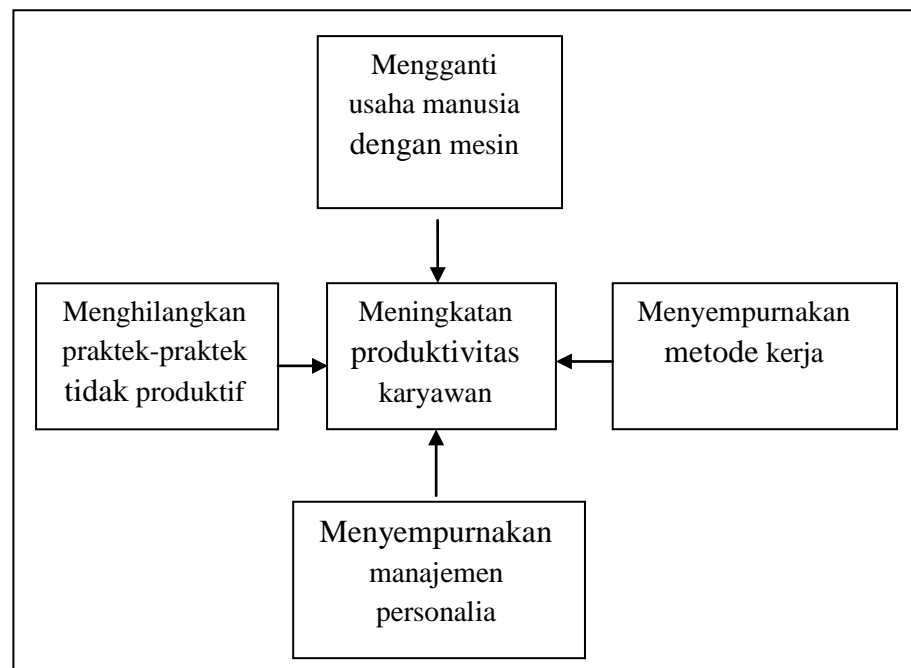 Mengganti
usaha manusia
dengan mesin
Menghilangkan
praktek-praktek
tidak produktif
Meningkatan
produktivitas
karyawan
Menyempurnakan
metode kerja
Menyempurnakan
manajemen
personalia